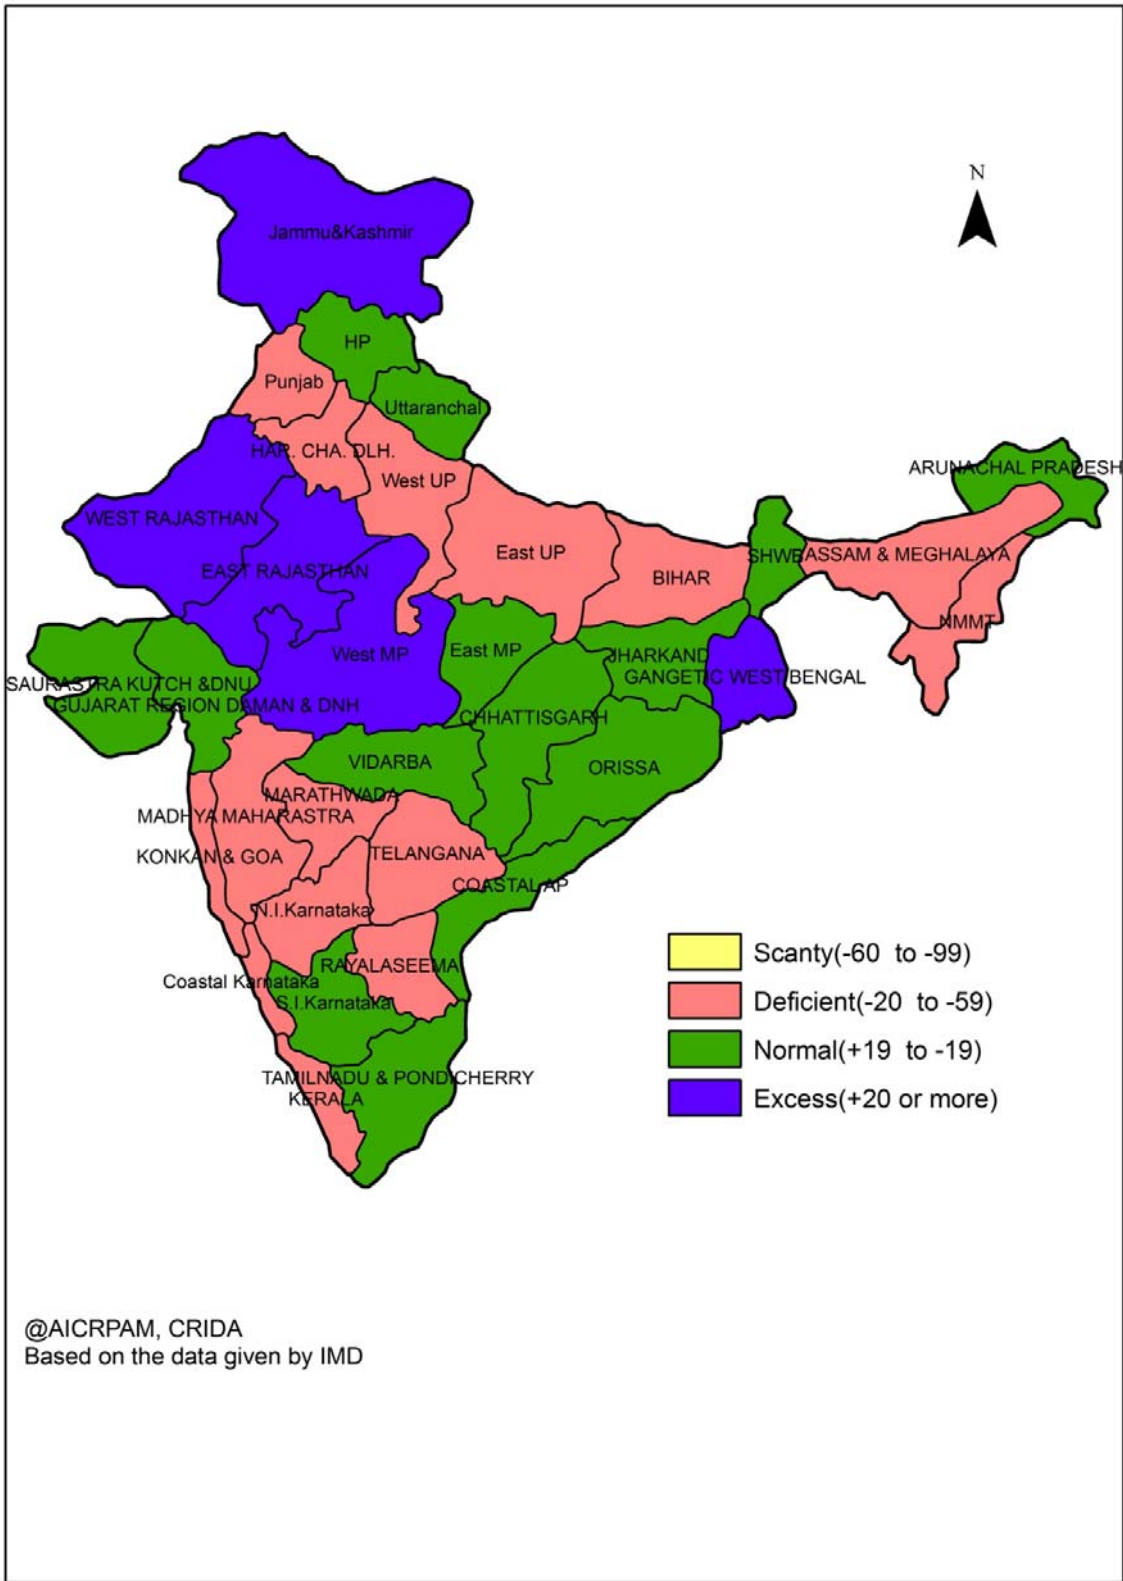 N
Jammu&Kashmir
HP
Punjab
Uttaranchal
HAR. CHA. DLH.
West UP
ARUNACHAL PRADESH
WEST RAJASTHAN
EAST RAJASTHAN
East UP
BIHAR
SHWB
ASSAM & MEGHALAYA
NMMT
West MP
East MP
JHARKAND
GANGETIC WEST BENGAL
SAURASTRA KUTCH &DNU
GUJARAT REGION DAMAN & DNH
CHHATTISGARH
VIDARBA
ORISSA
MARATHWADA
MADHYA MAHARASTRA
KONKAN & GOA
TELANGANA
COASTAL AP
N.I.Karnataka
RAYALASEEMA
Coastal Karnataka
S.I.Karnataka
TAMILNADU & PONDICHERRY
KERALA
Scanty(-60 to -99)
Deficient(-20 to -59)
Normal(+19 to -19)
Excess(+20 or more)
@AICRPAM, CRIDA
Based on the data given by IMD